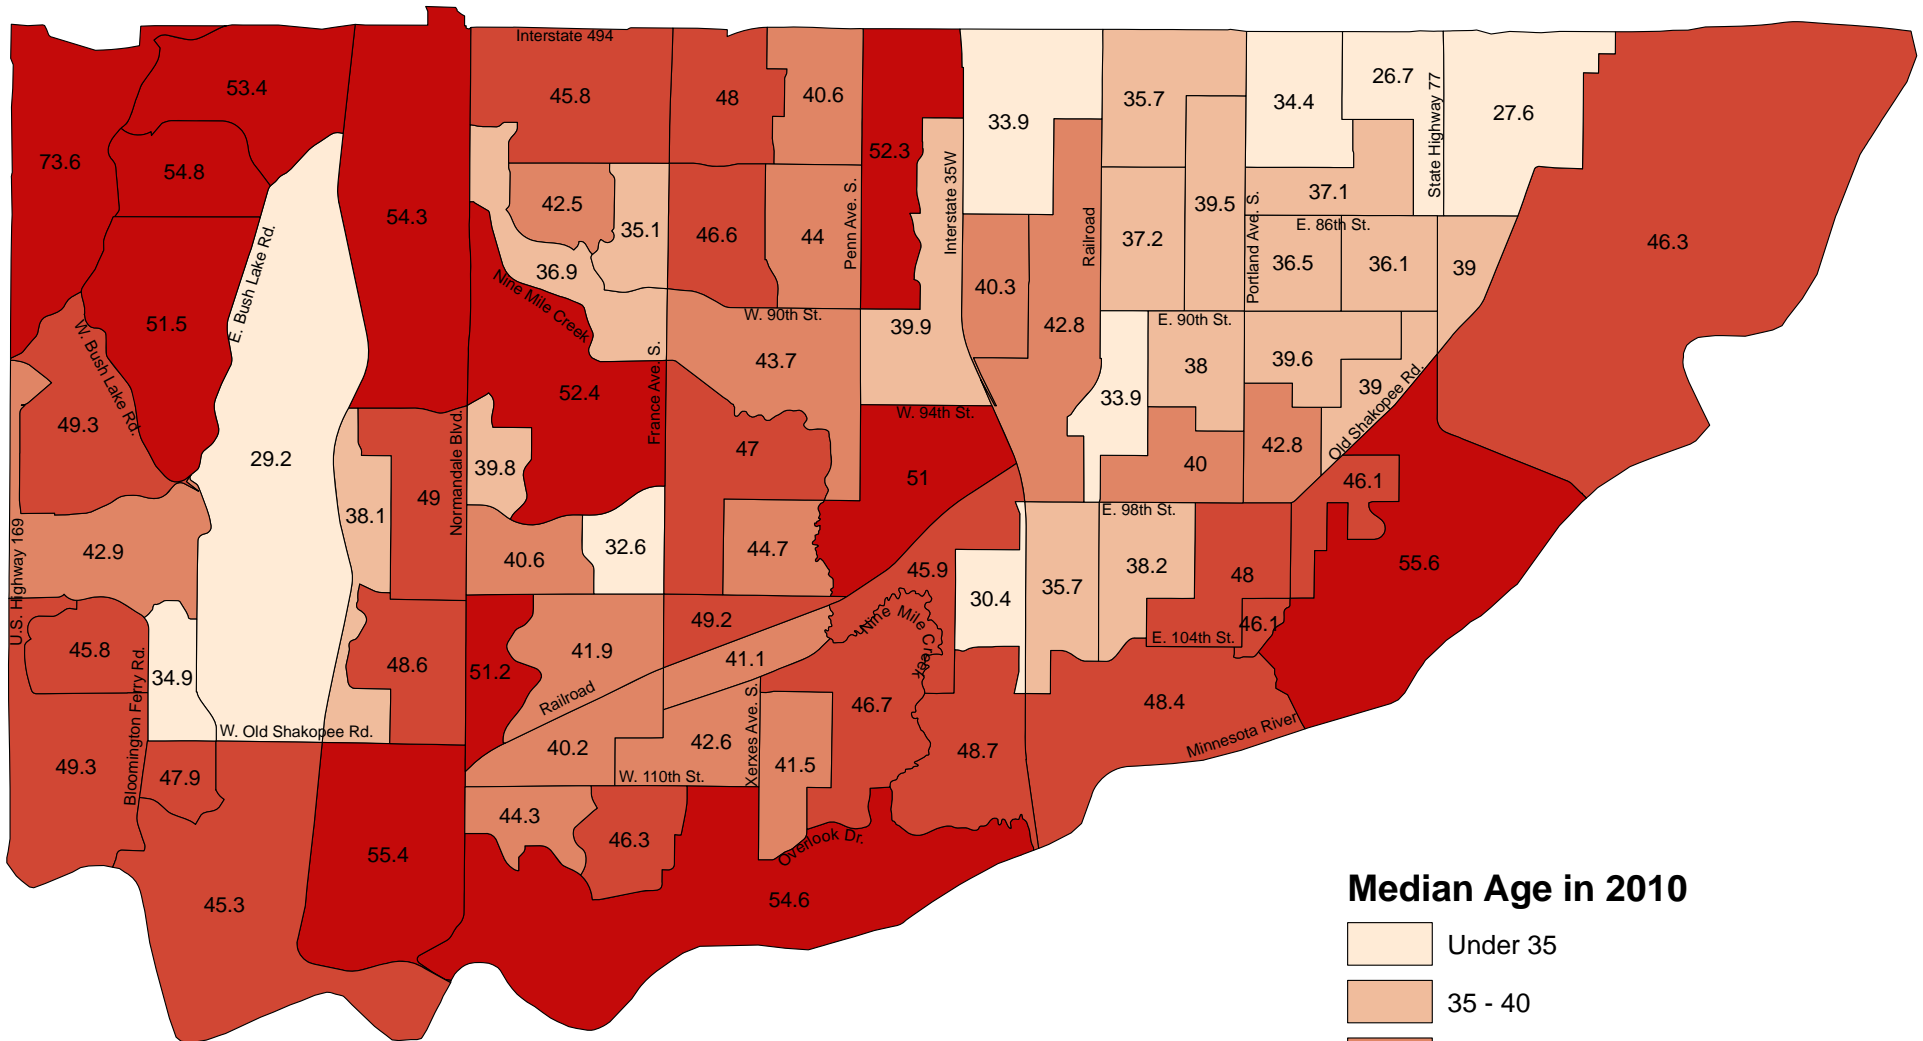 Interstate 494
53.4
45.8
48
40.6
33.9
35.7
34.4
26.7
State Highway 77
27.6
73.6
54.8
52.3
54.3
42.5
35.1
46.6
44
Penn Ave. S.
Interstate 35W
39.5
37.1
E. 86th St.
46.3
36.9
Nine Mile Creek
40.3
Railroad
37.2
Portland Ave. S.
36.5
36.1
39
51.5
E. Bush Lake Rd.
W. 90th St.
39.9
42.8
E. 90th St.
W. Bush Lake Rd.
43.7
38
39.6
39
Old Shakopee Rd.
49.3
52.4
France Ave. S.
33.9
W. 94th St.
29.2
Normandale Blvd.
39.8
47
51
40
42.8
46.1
49
38.1
E. 98th St.
U.S. Highway 169
42.9
40.6
32.6
44.7
45.9
30.4
35.7
38.2
48
55.6
45.8
34.9
Bloomington Ferry Rd.
48.6
51.2
41.9
49.2
41.1
Nine Mile Creek
46.1
E. 104th St.
Railroad
46.7
48.4
Minnesota River
W. Old Shakopee Rd.
40.2
42.6
Xerxes Ave. S.
41.5
48.7
49.3
47.9
W. 110th St.
44.3
46.3
Overlook Dr.
55.4
45.3
54.6
Median Age in 2010
Under 35
35 - 40